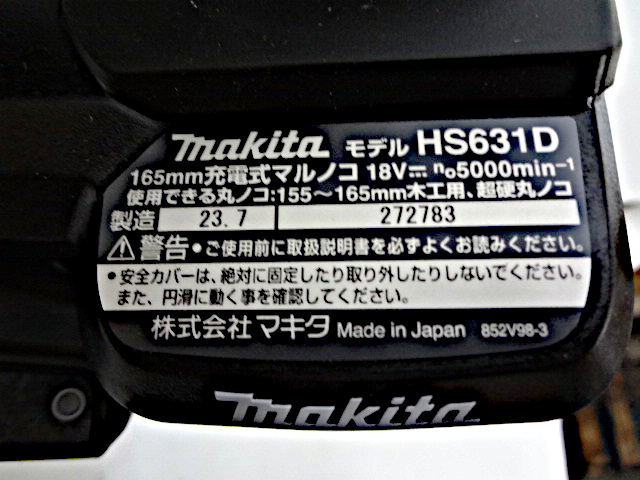 makita モデル HS631D
165mm充電式マルノコ 18V⎓ n₀5000min⁻¹
使用できる丸ノコ:155～165mm木工用、超硬丸ノコ
製造 23.7 272783
⚠警告 •ご使用前に取扱説明書を必ずよくお読みください。
•安全カバーは、絶対に固定したり取り外したりしないでください。
また、円滑に動く事を確認してください。
株式会社 マキタ Made in Japan 852V98-3
makita